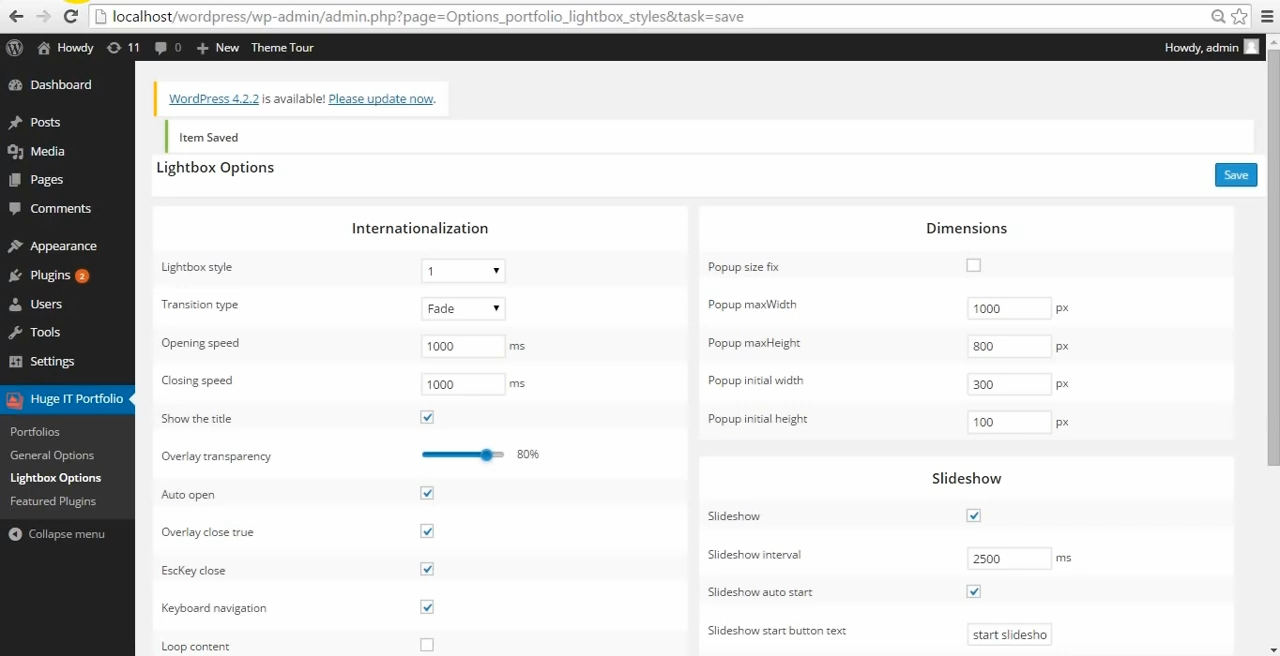 localhost/wordpress/wp-admin/admin.php?page=Options_portfolio_lightbox_styles&task=save
Howdy 11 0 New Theme Tour Howdy, admin
Dashboard
Posts
Media
Pages
Comments
Appearance
Plugins 2
Users
Tools
Settings
Huge IT Portfolio
Portfolios
General Options
Lightbox Options
Featured Plugins
Collapse menu
WordPress 4.2.2 is available! Please update now.
Item Saved
Lightbox Options
Save
Internationalization
Lightbox style 1
Transition type Fade
Opening speed 1000 ms
Closing speed 1000 ms
Show the title
Overlay transparency 80%
Auto open
Overlay close true
EscKey close
Keyboard navigation
Loop content
Dimensions
Popup size fix
Popup maxWidth 1000 px
Popup maxHeight 800 px
Popup initial width 300 px
Popup initial height 100 px
Slideshow
Slideshow
Slideshow interval 2500 ms
Slideshow auto start
Slideshow start button text start slidesho